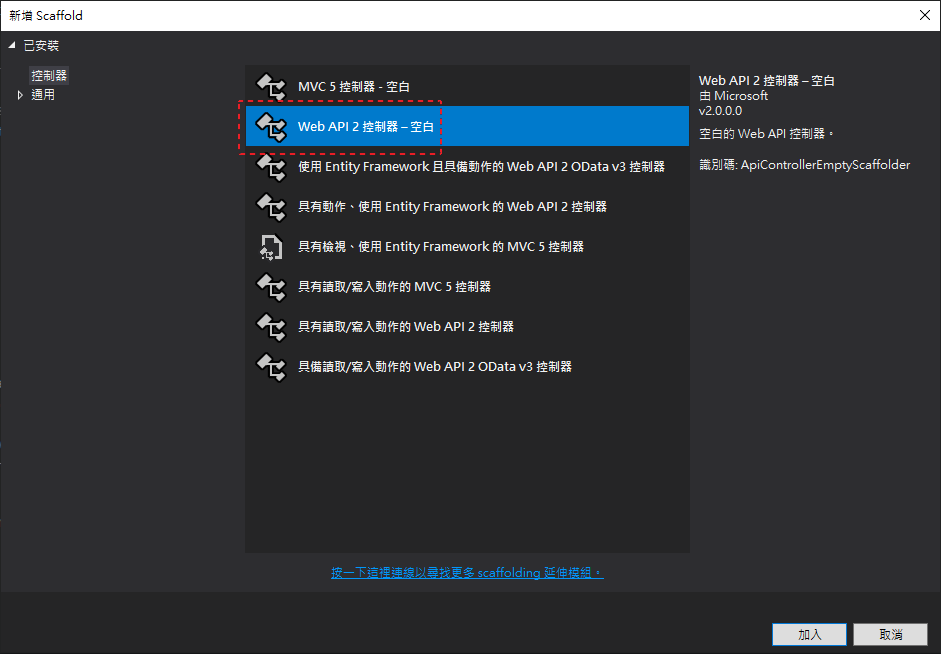 新增 Scaffold
已安裝
控制器
通用
MVC 5 控制器 - 空白
Web API 2 控制器 – 空白
使用 Entity Framework 且具備動作的 Web API 2 OData v3 控制器
具有動作、使用 Entity Framework 的 Web API 2 控制器
具有檢視、使用 Entity Framework 的 MVC 5 控制器
具有讀取/寫入動作的 MVC 5 控制器
具有讀取/寫入動作的 Web API 2 控制器
具備讀取/寫入動作的 Web API 2 OData v3 控制器
Web API 2 控制器 – 空白
由 Microsoft
v2.0.0.0
空白的 Web API 控制器。
識別碼: ApiControllerEmptyScaffolder
按一下這裡連線以尋找更多 scaffolding 延伸模組。
加入
取消